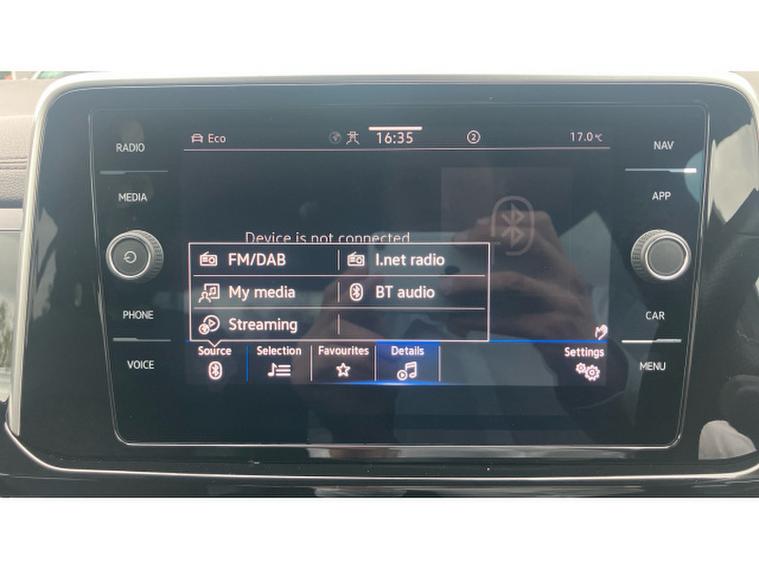 RADIO
Eco
16:35
2
17.0°C
NAV
MEDIA
APP
Device is not connected
FM/DAB
I.net radio
My media
BT audio
Streaming
PHONE
CAR
Source
Selection
Favourites
Details
Settings
VOICE
MENU